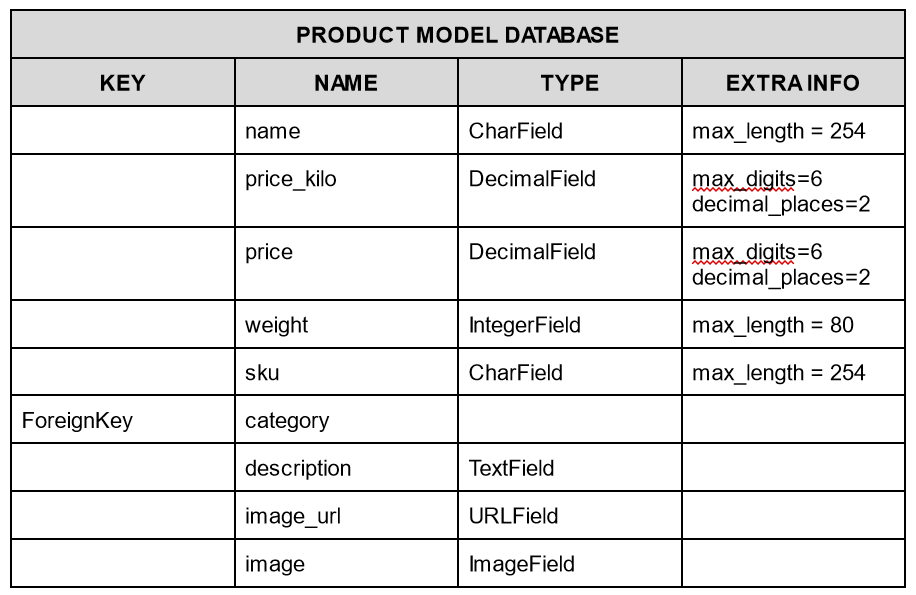 PRODUCT MODEL DATABASE
KEY NAME TYPE EXTRA INFO
name CharField max_length = 254
price_kilo DecimalField max_digits=6
decimal_places=2
price DecimalField max_digits=6
decimal_places=2
weight IntegerField max_length = 80
sku CharField max_length = 254
ForeignKey category
description TextField
image_url URLField
image ImageField